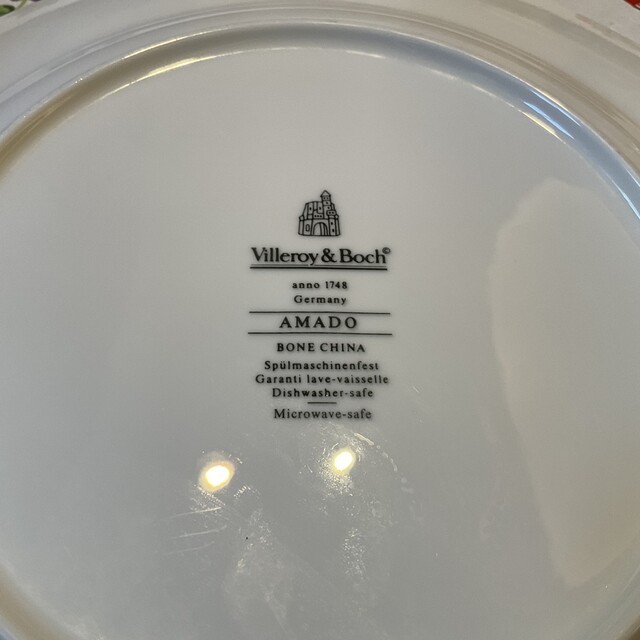 Villeroy & Boch©
anno 1748
Germany
AMADO
BONE CHINA
Spülmaschinenfest
Garanti lave-vaisselle
Dishwasher-safe
Microwave-safe